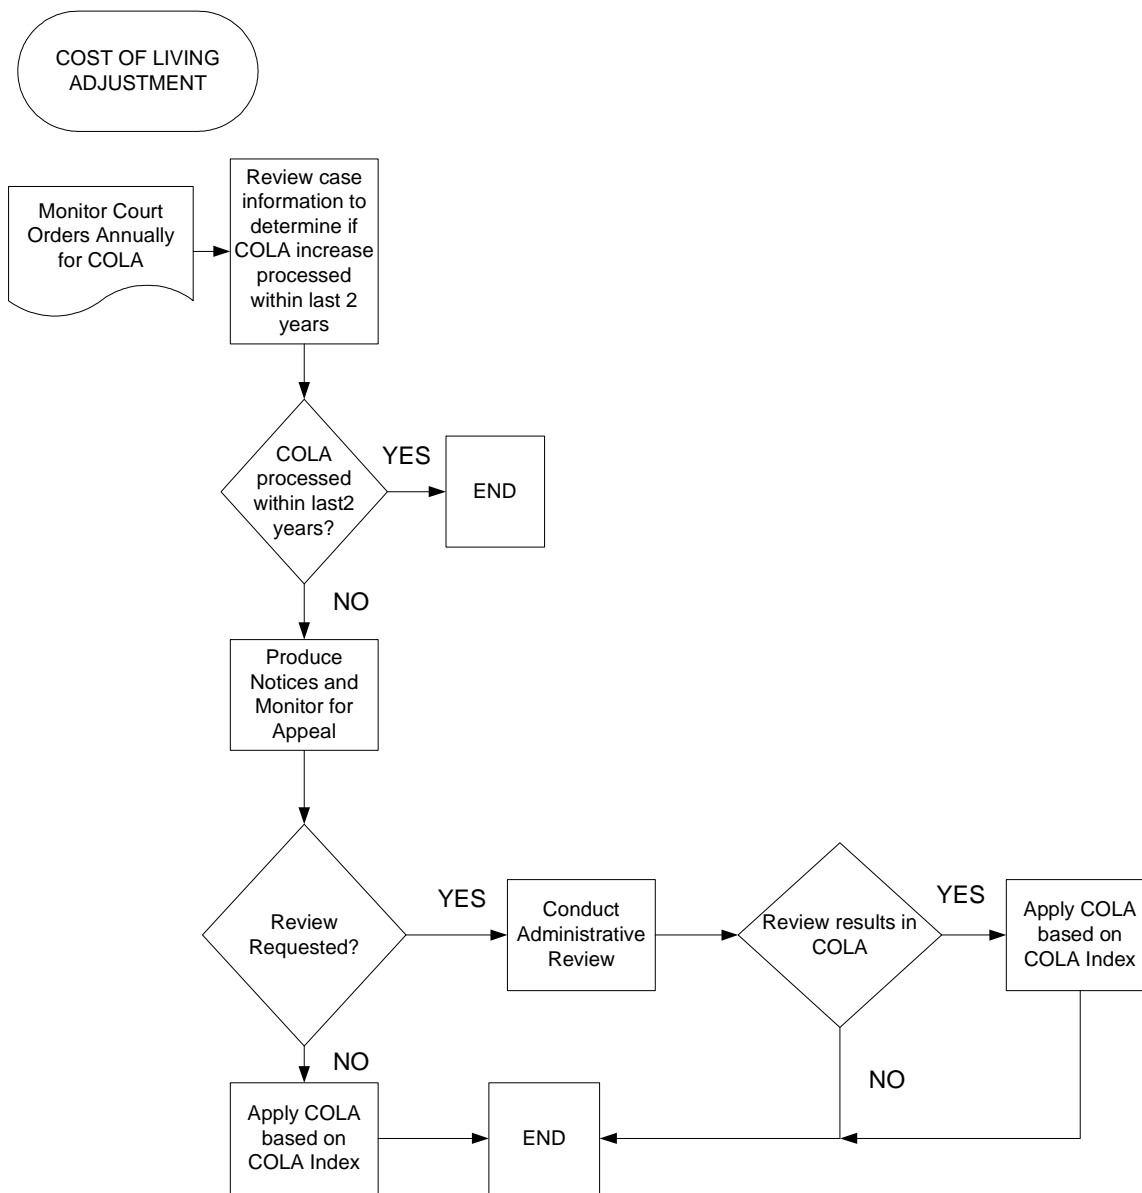 COST OF LIVING
ADJUSTMENT
Monitor Court
Orders Annually
for COLA
Review case
information to
determine if
COLA increase
processed
within last 2
years
COLA
processed
within last2
years?
YES
END
NO
Produce
Notices and
Monitor for
Appeal
Review
Requested?
YES
Conduct
Administrative
Review
Review results in
COLA
YES
Apply COLA
based on
COLA Index
NO
NO
Apply COLA
based on
COLA Index
END